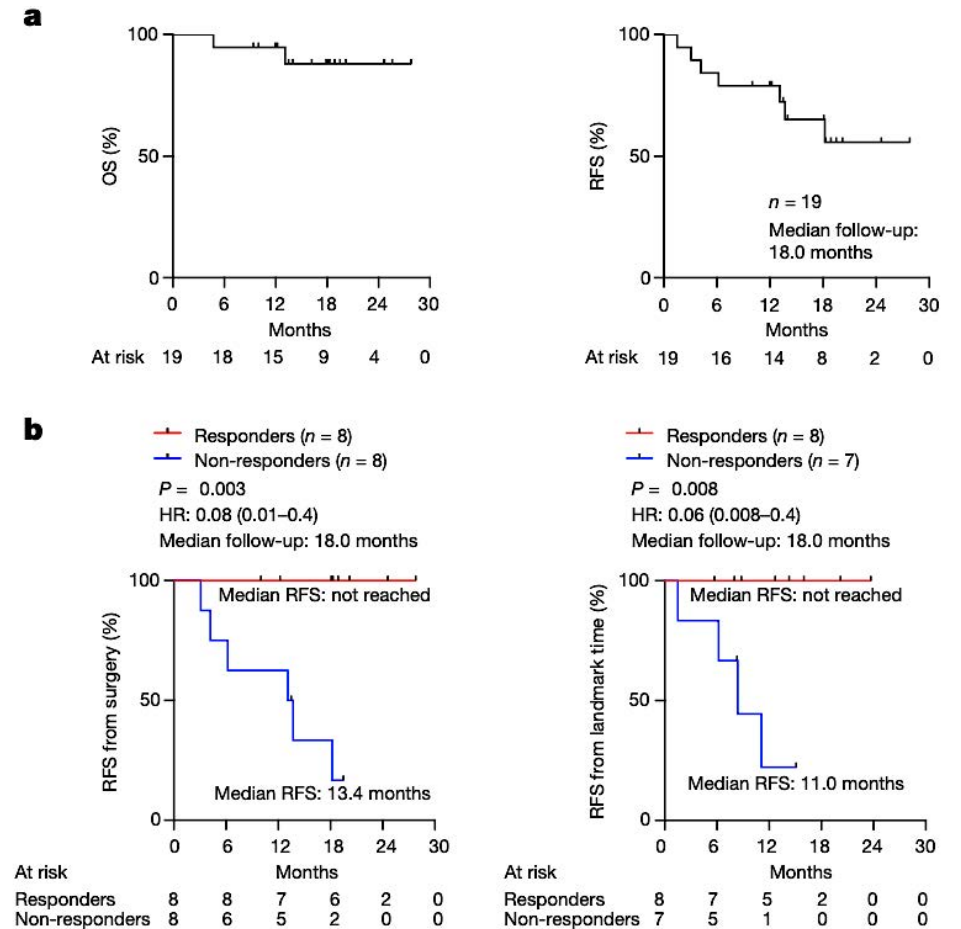 a
100
50
0
OS (%)
0 6 12 18 24 30
Months
At risk 19 18 15 9 4 0
100
50
0
RFS (%)
n = 19
Median follow-up:
18.0 months
0 6 12 18 24 30
Months
At risk 19 16 14 8 2 0
b
Responders (n = 8)
Non-responders (n = 8)
P = 0.003
HR: 0.08 (0.01–0.4)
Median follow-up: 18.0 months
100
50
0
RFS from surgery (%)
Median RFS: not reached
Median RFS: 13.4 months
0 6 12 18 24 30
At risk Months
Responders 8 8 7 6 2 0
Non-responders 8 6 5 2 0 0
Responders (n = 8)
Non-responders (n = 7)
P = 0.008
HR: 0.06 (0.008–0.4)
Median follow-up: 18.0 months
100
50
0
RFS from landmark time (%)
Median RFS: not reached
Median RFS: 11.0 months
0 6 12 18 24 30
At risk Months
Responders 8 7 5 2 0 0
Non-responders 7 5 1 0 0 0